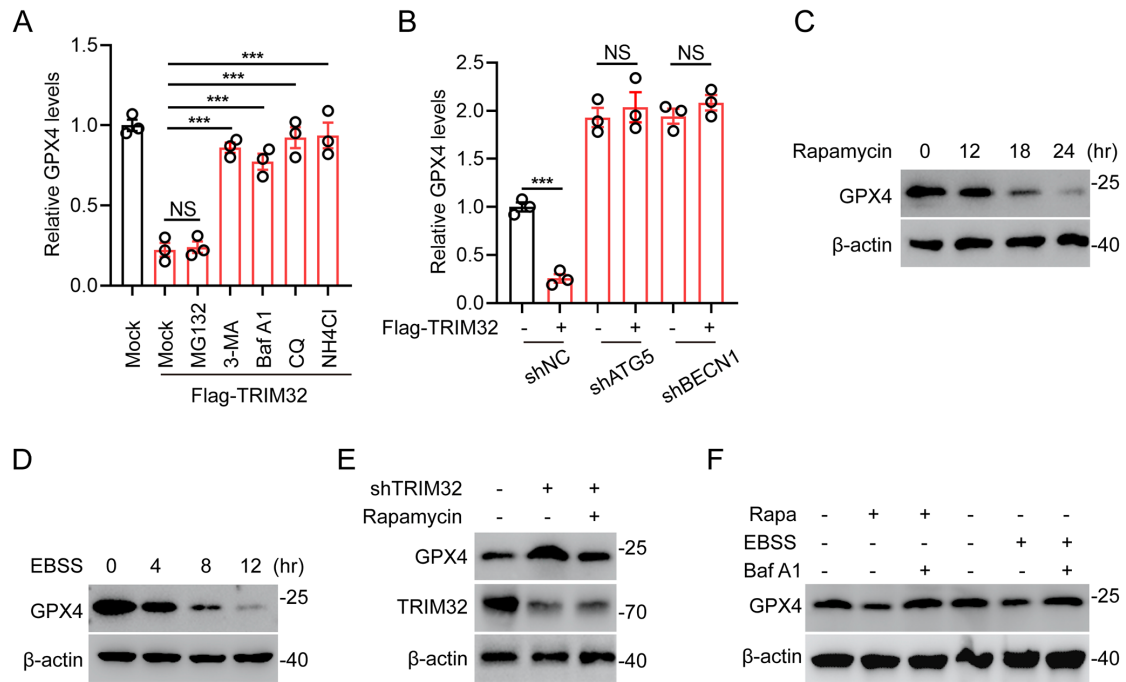 A
Relative GPX4 levels
1.5
1.0
0.5
0.0
***
***
***
***
NS
Mock
Mock
MG132
3-MA
Baf A1
CQ
NH4Cl
Flag-TRIM32
B
Relative GPX4 levels
2.5
2.0
1.5
1.0
0.5
0.0
***
NS
NS
Flag-TRIM32 - + - + - +
shNC
shATG5
shBECN1
C
Rapamycin 0 12 18 24 (hr)
GPX4 -25
β-actin -40
D
EBSS 0 4 8 12 (hr)
GPX4 -25
β-actin -40
E
shTRIM32 - + +
Rapamycin - - +
GPX4 -25
TRIM32 -70
β-actin -40
F
Rapa - + + - - -
EBSS - - - - + +
Baf A1 - - + - - +
GPX4 -25
β-actin -40